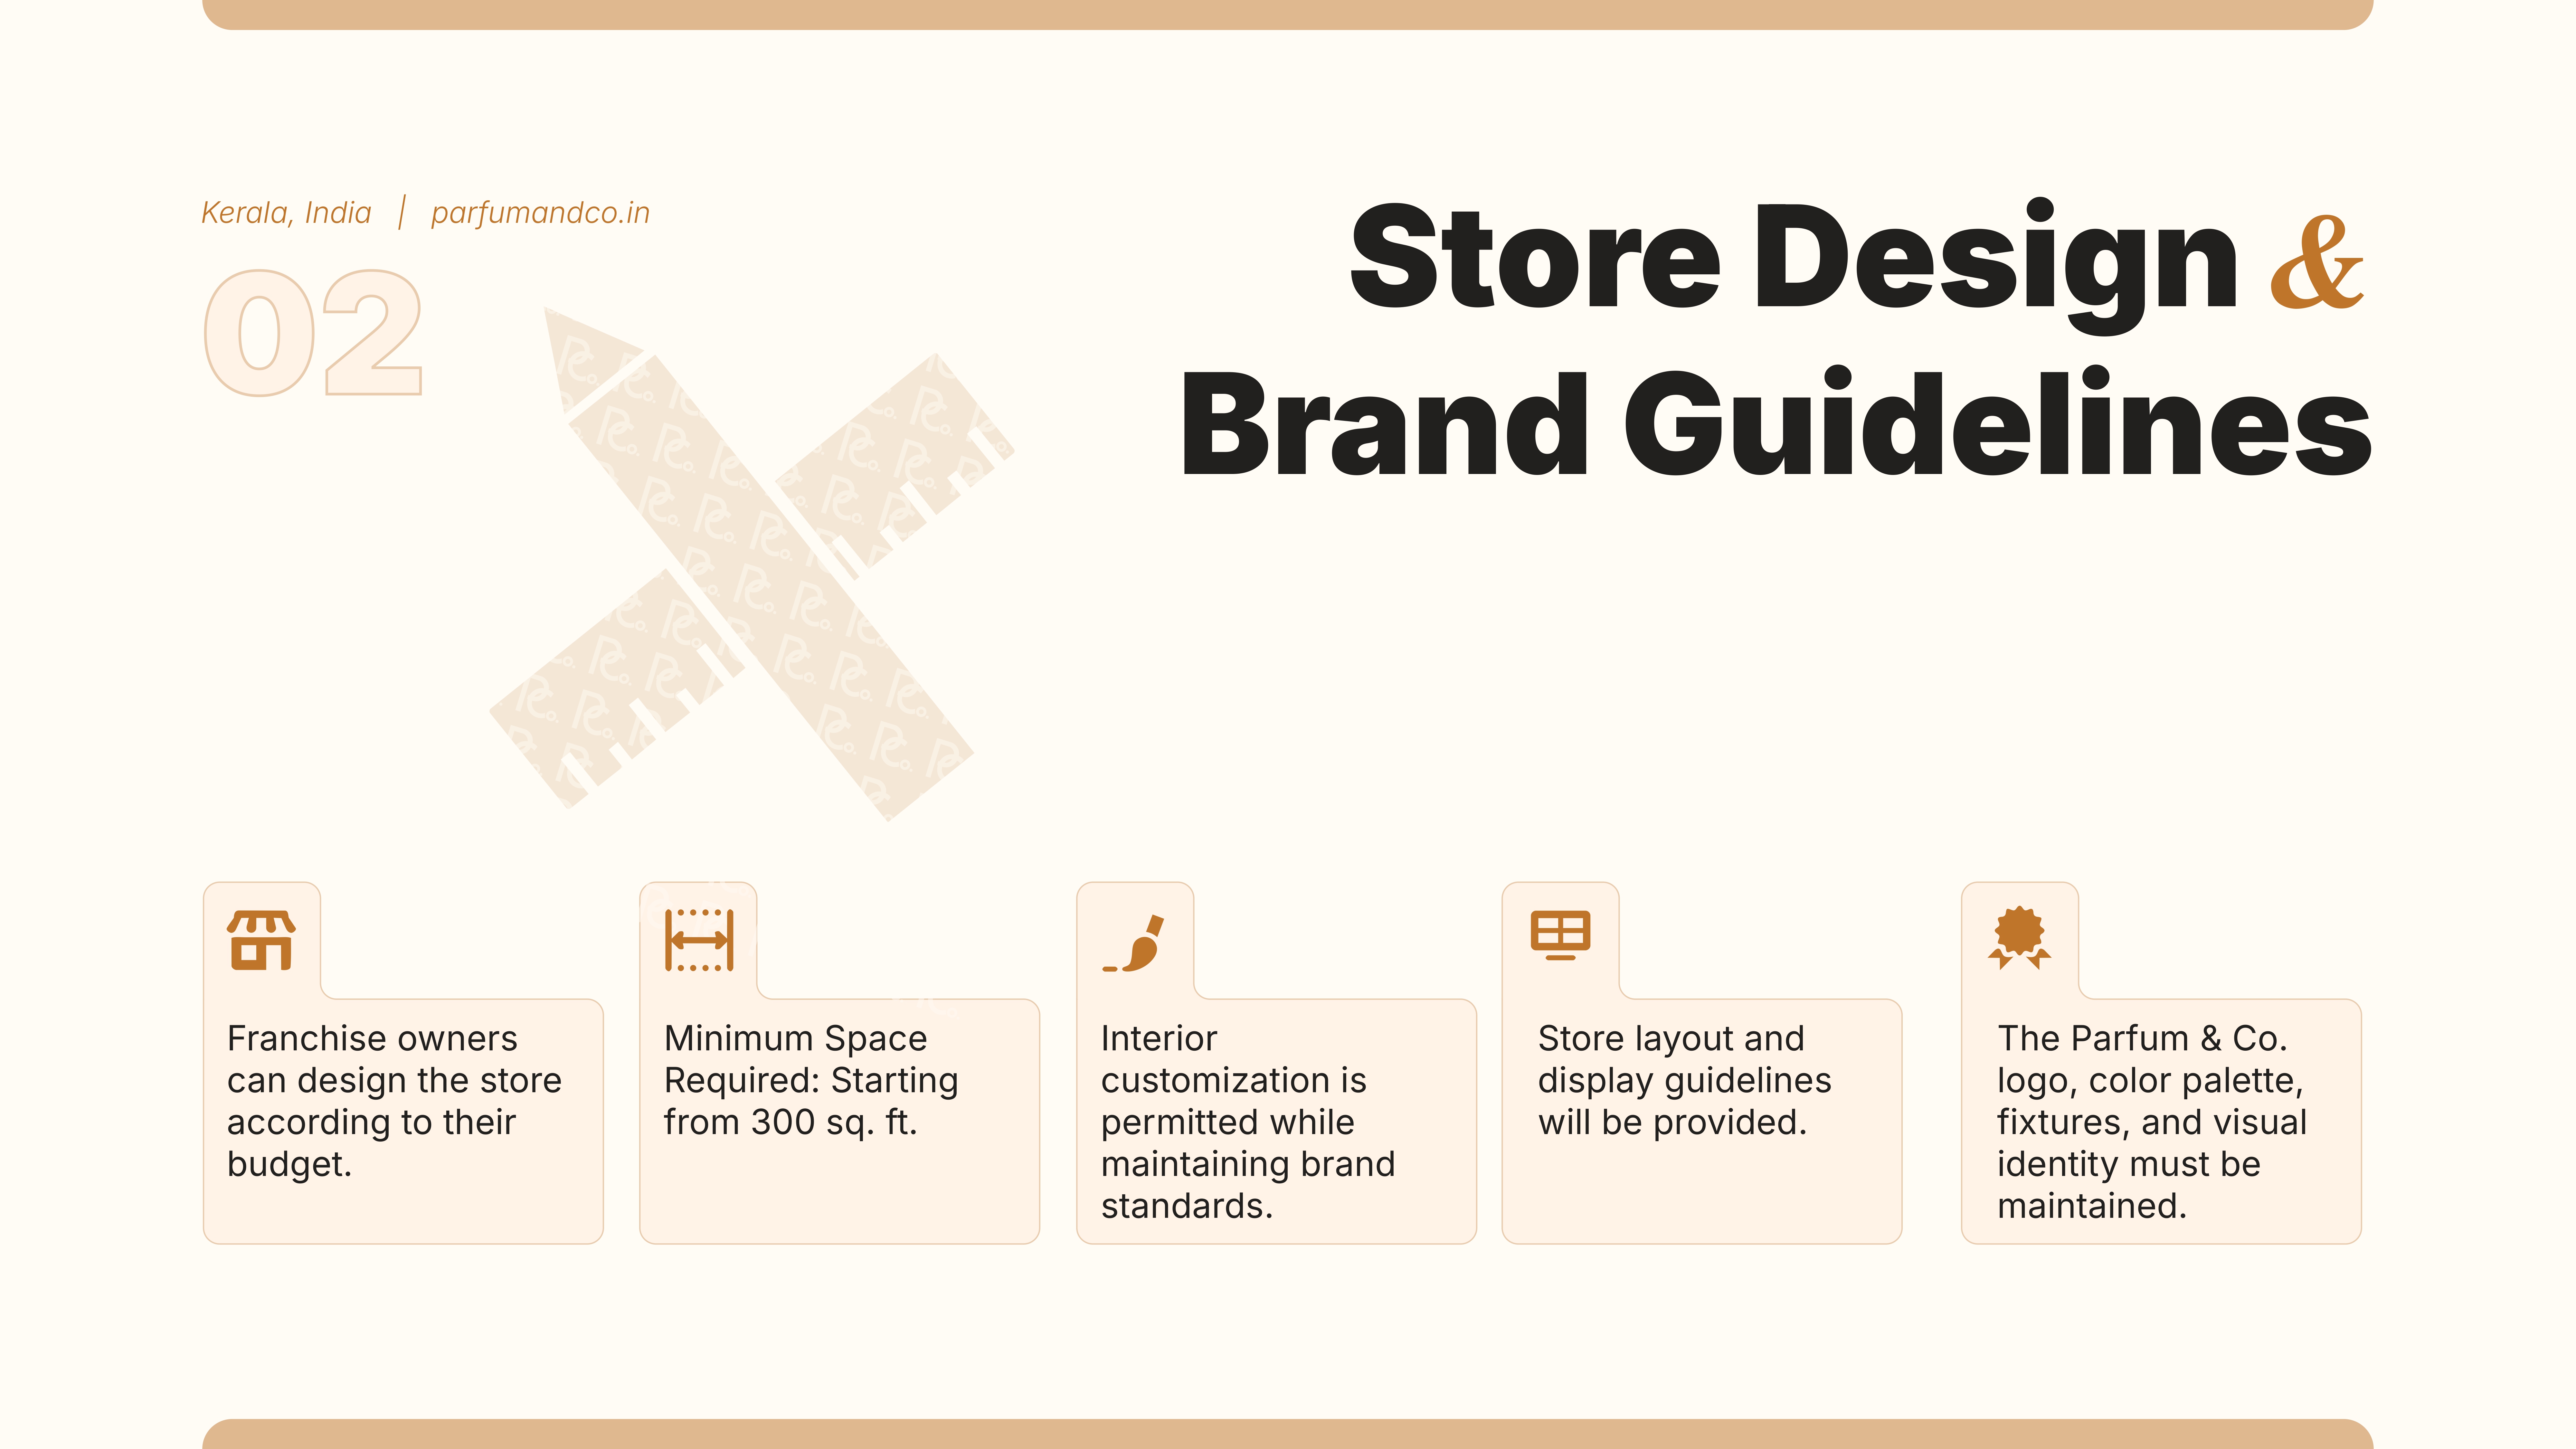 Kerala, India | parfumandco.in
02
Store Design &
Brand Guidelines
Franchise owners
can design the store
according to their
budget.
Minimum Space
Required: Starting
from 300 sq. ft.
Interior
customization is
permitted while
maintaining brand
standards.
Store layout and
display guidelines
will be provided.
The Parfum & Co.
logo, color palette,
fixtures, and visual
identity must be
maintained.